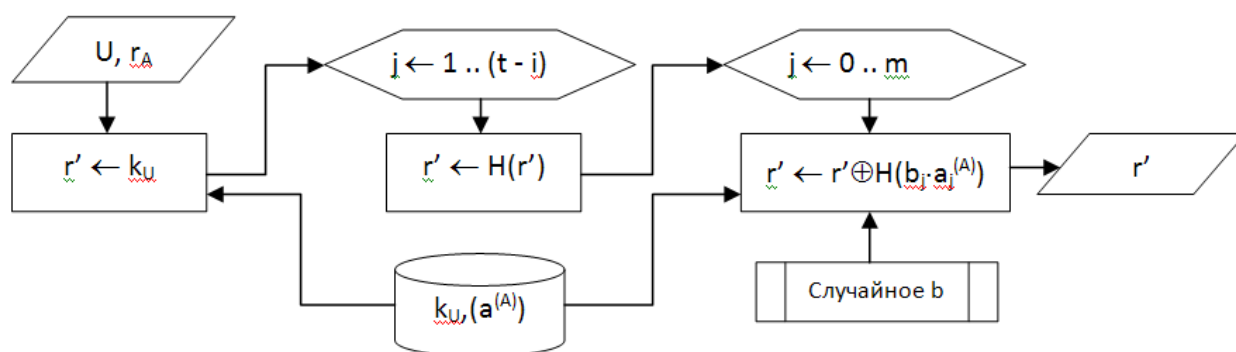 U, r_A
j ← 1 .. (t - i)
j ← 0 .. m
r’ ← k_U
r’ ← H(r’)
r’ ← r’⊕H(b_j·a_j^(A))
r’
k_U,(a^(A))
Случайное b